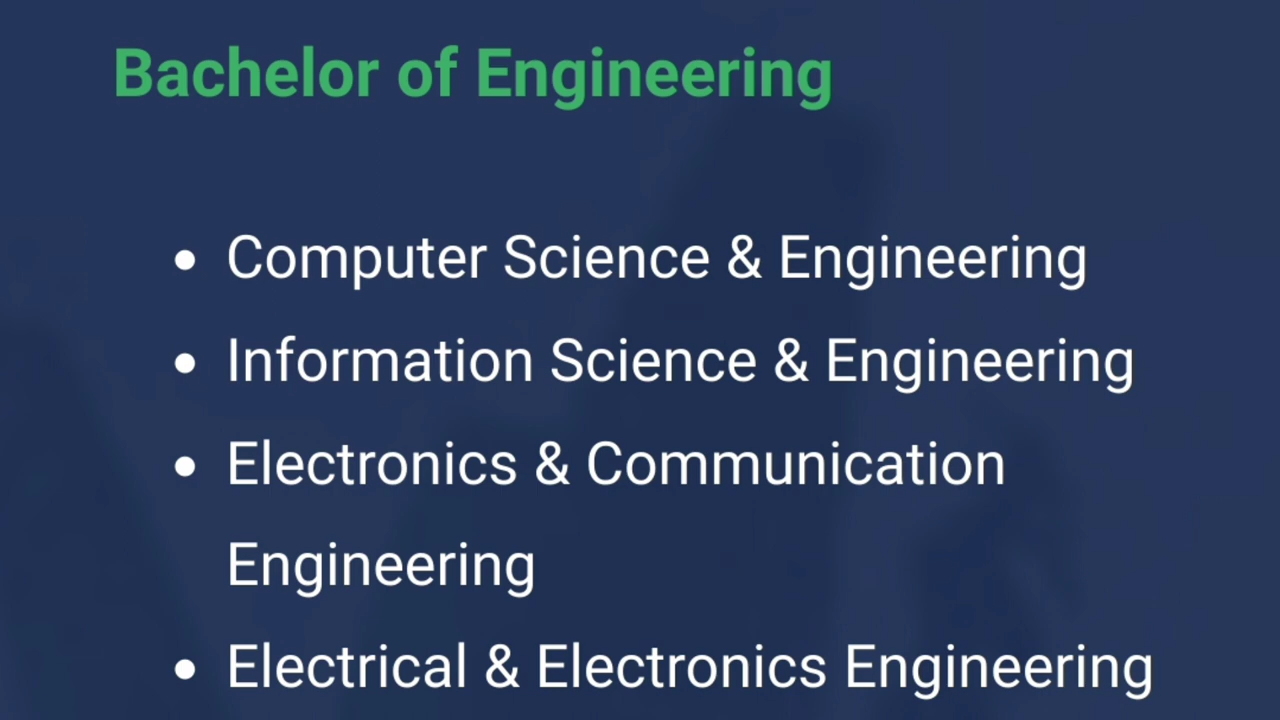 Bachelor of Engineering
• Computer Science & Engineering
• Information Science & Engineering
• Electronics & Communication
Engineering
• Electrical & Electronics Engineering